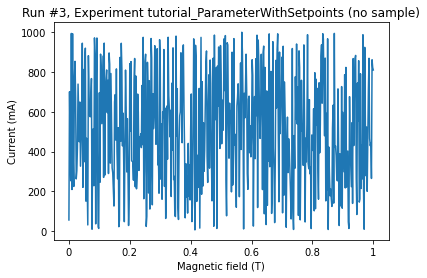 Run #3, Experiment tutorial_ParameterWithSetpoints (no sample)
1000
800
600
400
200
0
Current (mA)
0 0.2 0.4 0.6 0.8 1
Magnetic field (T)